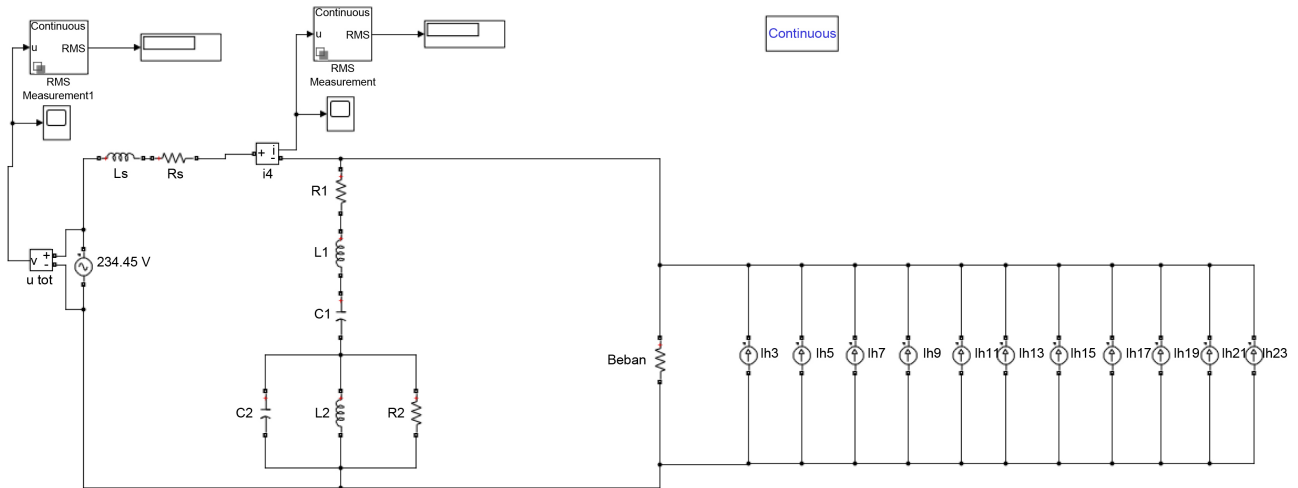 Continuous
u
RMS
RMS
Measurement1
Continuous
u
RMS
RMS
Measurement
Continuous
Ls
Rs
+
i
-
i4
R1
L1
C1
v
+
-
u tot
234.45 V
C2
L2
R2
Beban
Ih3
Ih5
Ih7
Ih9
Ih11
Ih13
Ih15
Ih17
Ih19
Ih21
Ih23